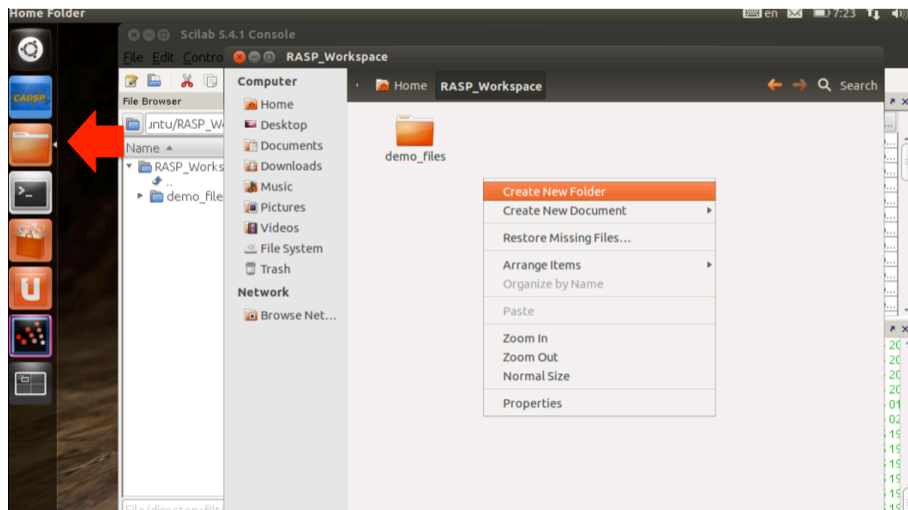 Home Folder
en 7:23
Scilab 5.4.1 Console
File Edit Contro
RASP_Workspace
File Browser
Name
RASP_Works
..
demo_file
CADSP
Computer
Home
Desktop
Documents
Downloads
Music
Pictures
Videos
File System
Trash
Network
Browse Net...
Home RASP_Workspace
Search
demo_files
Create New Folder
Create New Document
Restore Missing Files...
Arrange Items
Organize by Name
Paste
Zoom In
Zoom Out
Normal Size
Properties